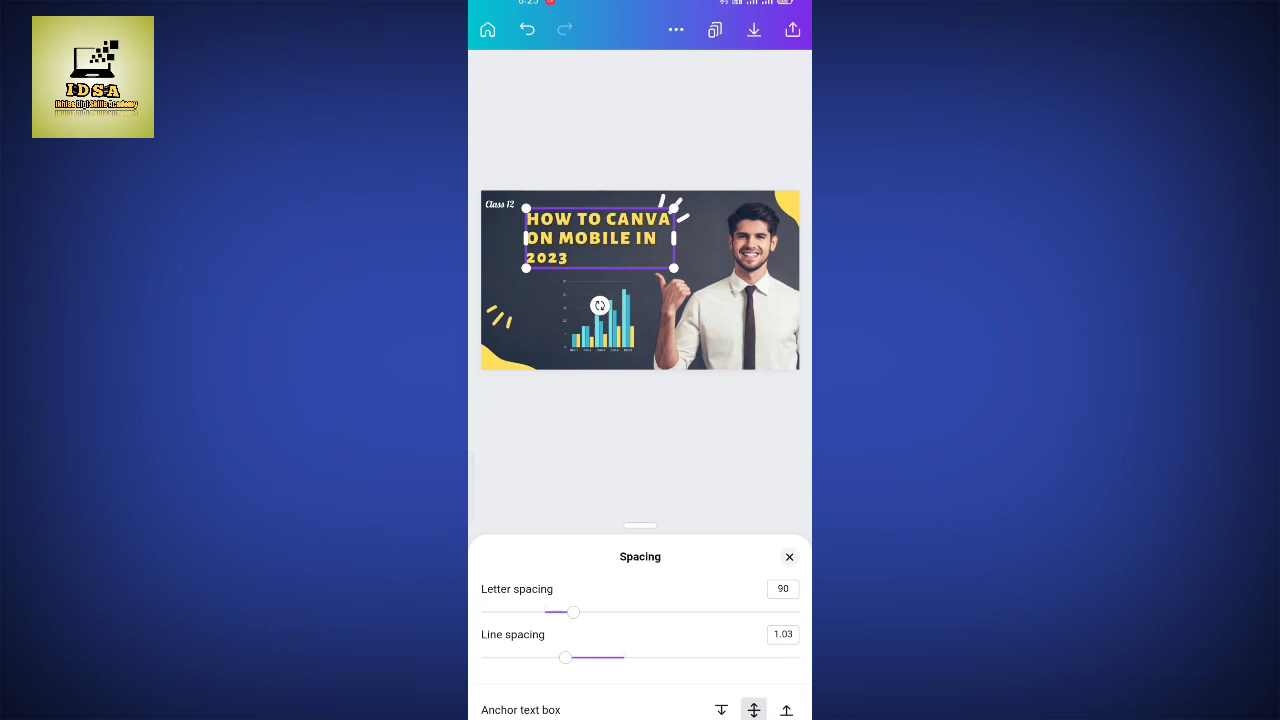 IDSA
Class 12
HOW TO CANVA
ON MOBILE IN
2023
Spacing
Letter spacing
90
Line spacing
1.03
Anchor text box